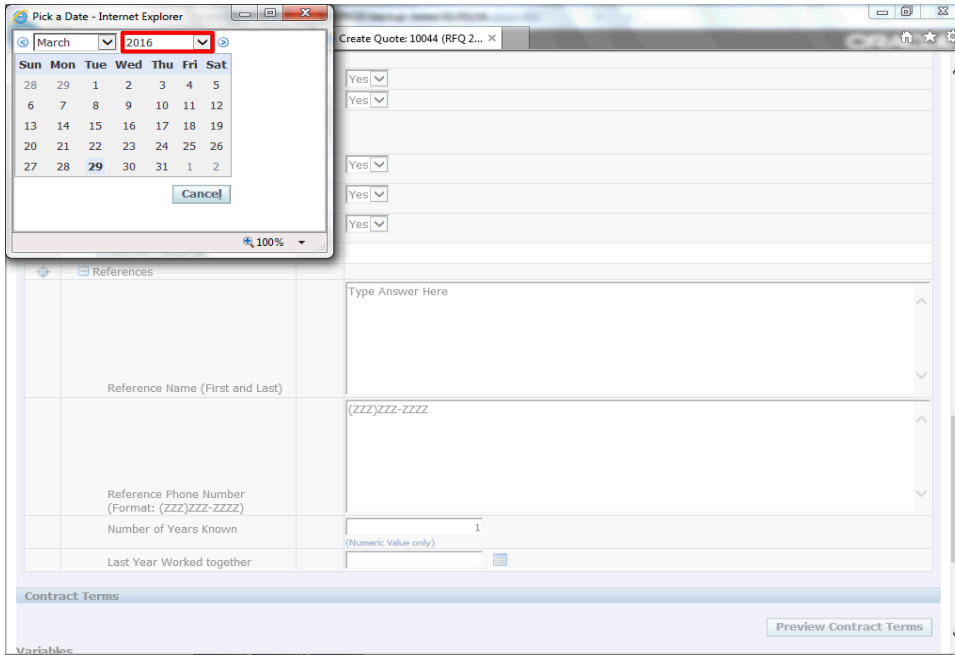 Pick a Date - Internet Explorer
March 2016
Sun Mon Tue Wed Thu Fri Sat
28 29 1 2 3 4 5
6 7 8 9 10 11 12
13 14 15 16 17 18 19
20 21 22 23 24 25 26
27 28 29 30 31 1 2
Cancel
100%
Create Quote: 10044 (RFQ 2...
Yes
Yes
Yes
Yes
Yes
References
Type Answer Here
Reference Name (First and Last)
(ZZZ)ZZZ-ZZZZ
Reference Phone Number
(Format: (ZZZ)ZZZ-ZZZZ)
Number of Years Known 1
(Numeric Value only)
Last Year Worked together
Contract Terms
Preview Contract Terms
Variables